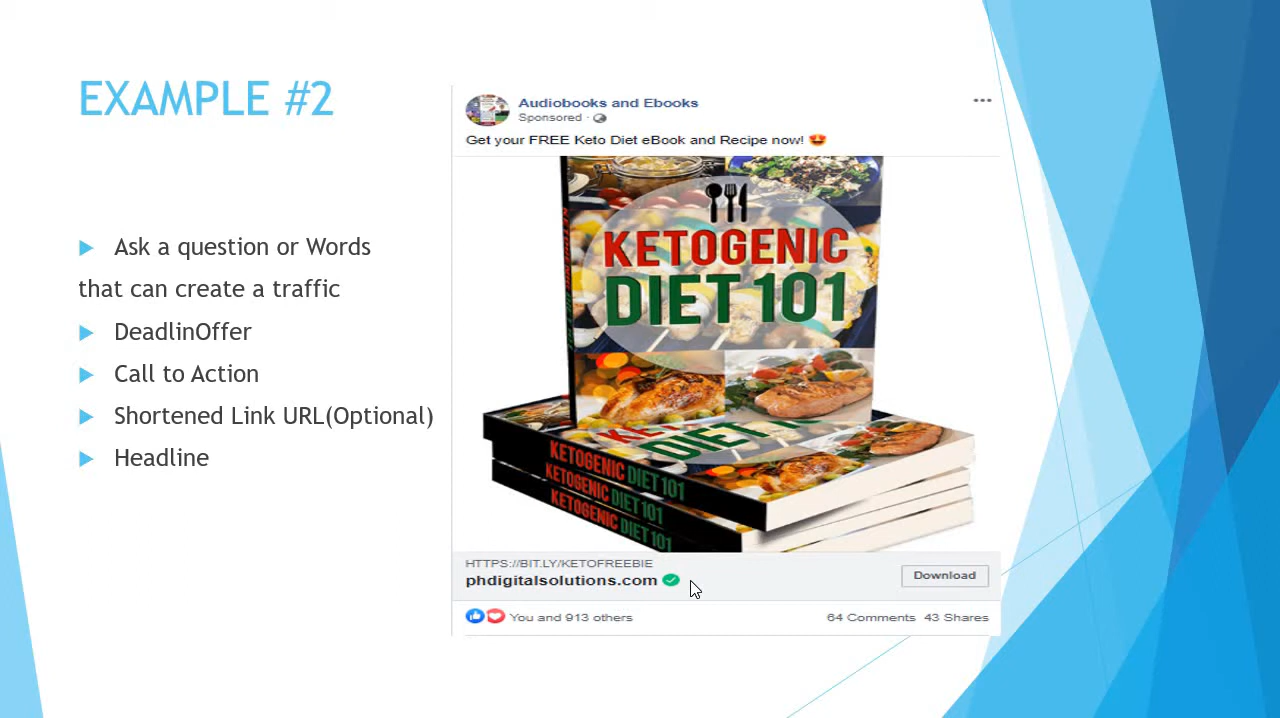 EXAMPLE #2
Ask a question or Words
that can create a traffic
DeadlinOffer
Call to Action
Shortened Link URL(Optional)
Headline
Audiobooks and Ebooks
Sponsored ·
Get your FREE Keto Diet eBook and Recipe now! 🤩
KETOGENIC
DIET 101
KETOGENIC DIET 101
KETOGENIC DIET 101
KETOGENIC DIET 101
HTTPS://BIT.LY/KETOFREEBIE
phdigitalsolutions.com
Download
You and 913 others
64 Comments 43 Shares